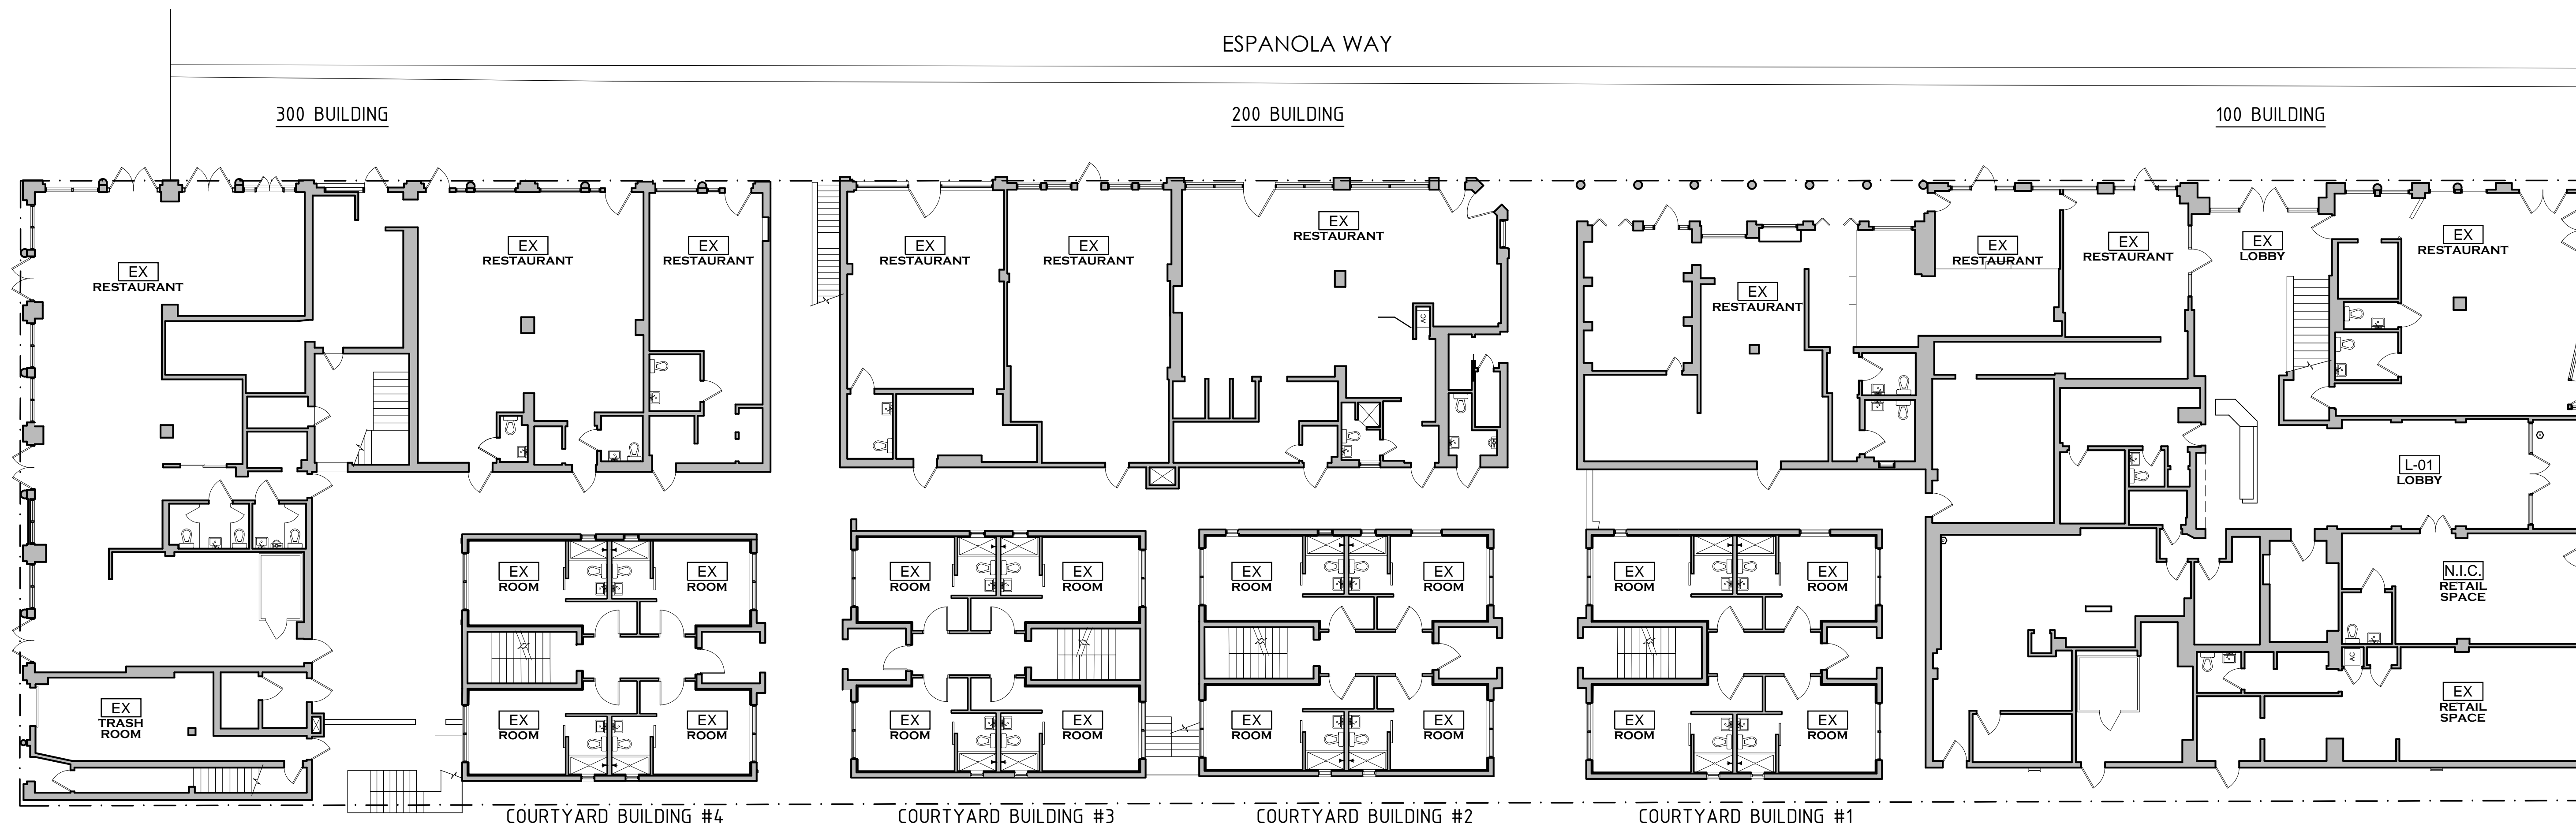 ESPANOLA WAY
300 BUILDING
200 BUILDING
100 BUILDING
EX
RESTAURANT
EX
RESTAURANT
EX
RESTAURANT
EX
RESTAURANT
EX
RESTAURANT
EX
RESTAURANT
AC
EX
RESTAURANT
EX
RESTAURANT
EX
RESTAURANT
EX
LOBBY
EX
RESTAURANT
L-01
LOBBY
EX
ROOM
EX
ROOM
EX
ROOM
EX
ROOM
EX
ROOM
EX
ROOM
EX
ROOM
EX
ROOM
N.I.C.
RETAIL
SPACE
AC
EX
TRASH
ROOM
EX
ROOM
EX
ROOM
EX
ROOM
EX
ROOM
EX
ROOM
EX
ROOM
EX
ROOM
EX
ROOM
EX
RETAIL
SPACE
COURTYARD BUILDING #4
COURTYARD BUILDING #3
COURTYARD BUILDING #2
COURTYARD BUILDING #1